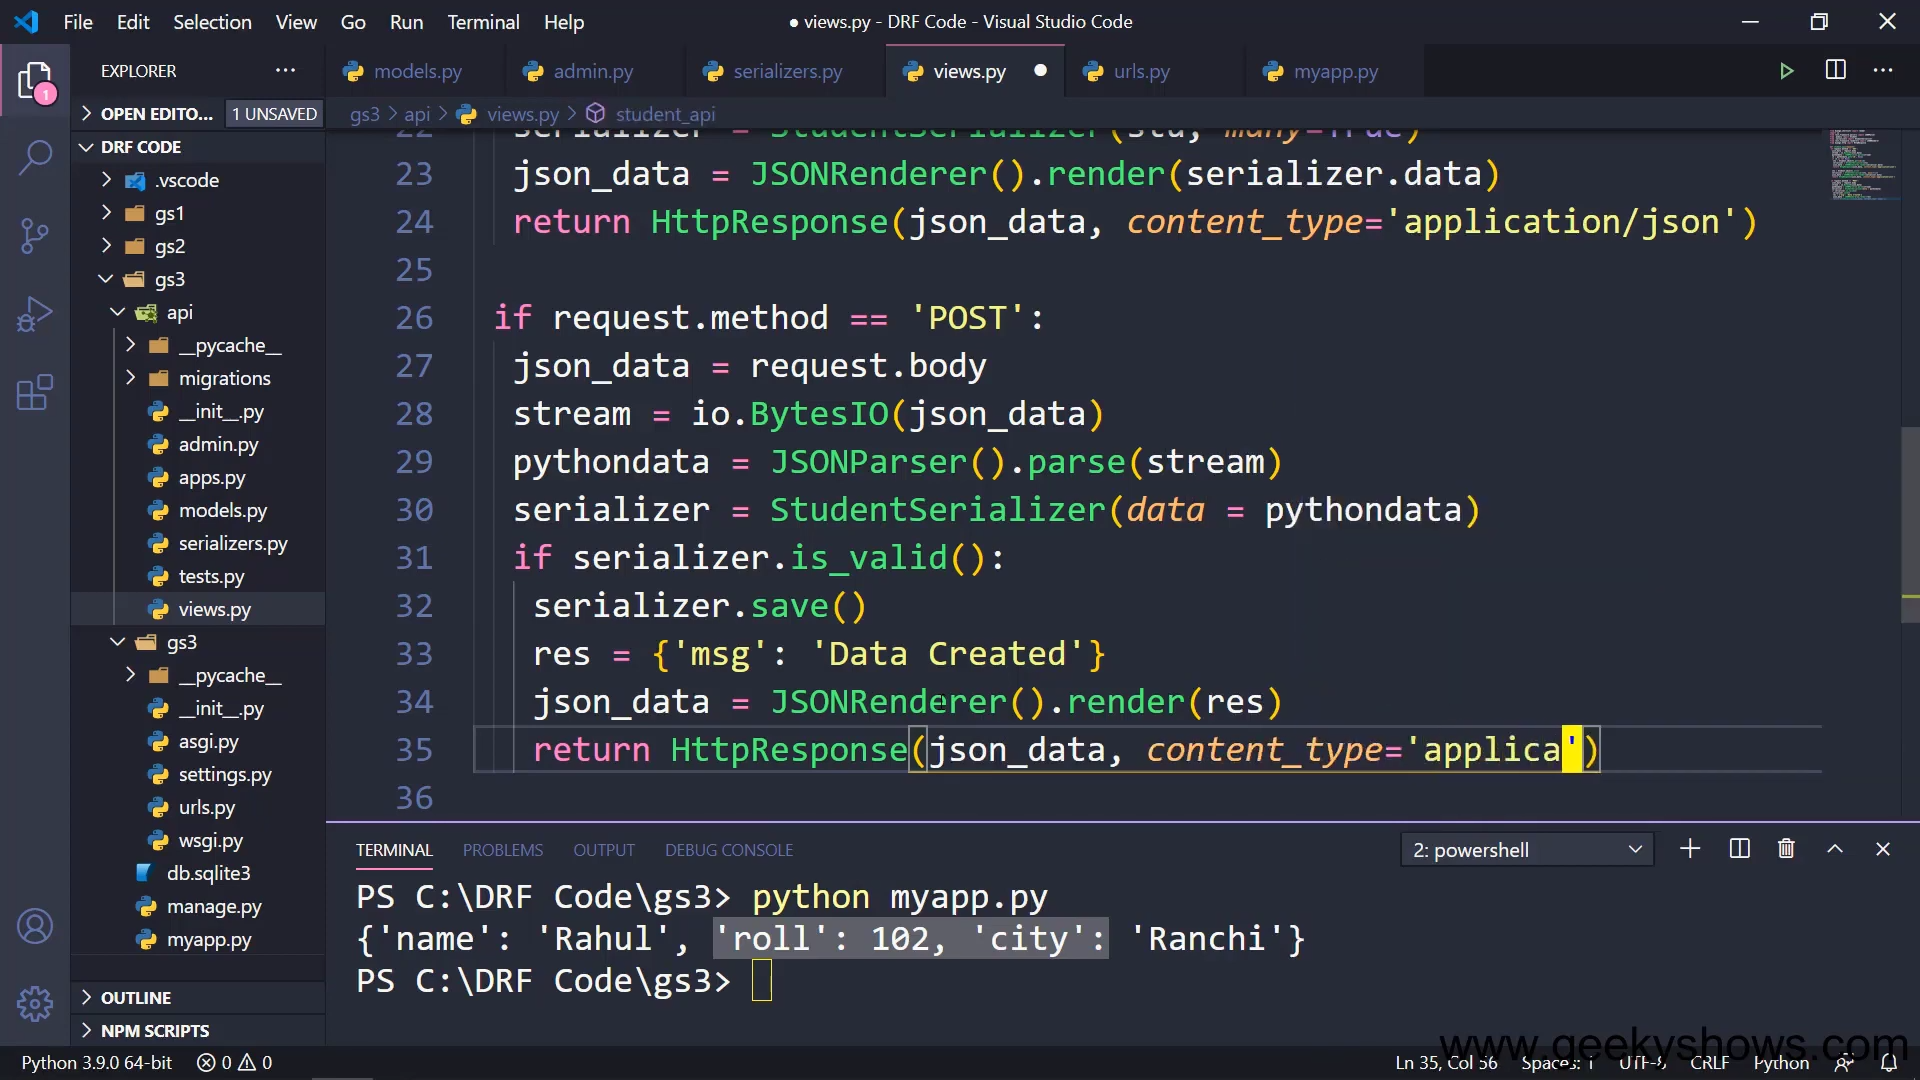 File Edit Selection View Go Run Terminal Help
● views.py - DRF Code - Visual Studio Code
EXPLORER
models.py admin.py serializers.py views.py urls.py myapp.py
1
OPEN EDITO... 1 UNSAVED
gs3 > api > views.py > student_api
DRF CODE
.vscode
gs1
gs2
gs3
api
__pycache__
migrations
__init__.py
admin.py
apps.py
models.py
serializers.py
tests.py
views.py
gs3
__pycache__
__init__.py
asgi.py
settings.py
urls.py
wsgi.py
db.sqlite3
manage.py
myapp.py
OUTLINE
NPM SCRIPTS
22 serializer = StudentSerializer(stu, many=True)
23 json_data = JSONRenderer().render(serializer.data)
24 return HttpResponse(json_data, content_type='application/json')
25
26 if request.method == 'POST':
27 json_data = request.body
28 stream = io.BytesIO(json_data)
29 pythondata = JSONParser().parse(stream)
30 serializer = StudentSerializer(data = pythondata)
31 if serializer.is_valid():
32 serializer.save()
33 res = {'msg': 'Data Created'}
34 json_data = JSONRenderer().render(res)
35 return HttpResponse(json_data, content_type='applica')
36
TERMINAL PROBLEMS OUTPUT DEBUG CONSOLE 2: powershell
PS C:\DRF Code\gs3> python myapp.py
{'name': 'Rahul', 'roll': 102, 'city': 'Ranchi'}
PS C:\DRF Code\gs3>
www.geekyshows.com
Python 3.9.0 64-bit 0 0 Ln 35, Col 56 Spaces: 1 UTF-8 CRLF Python